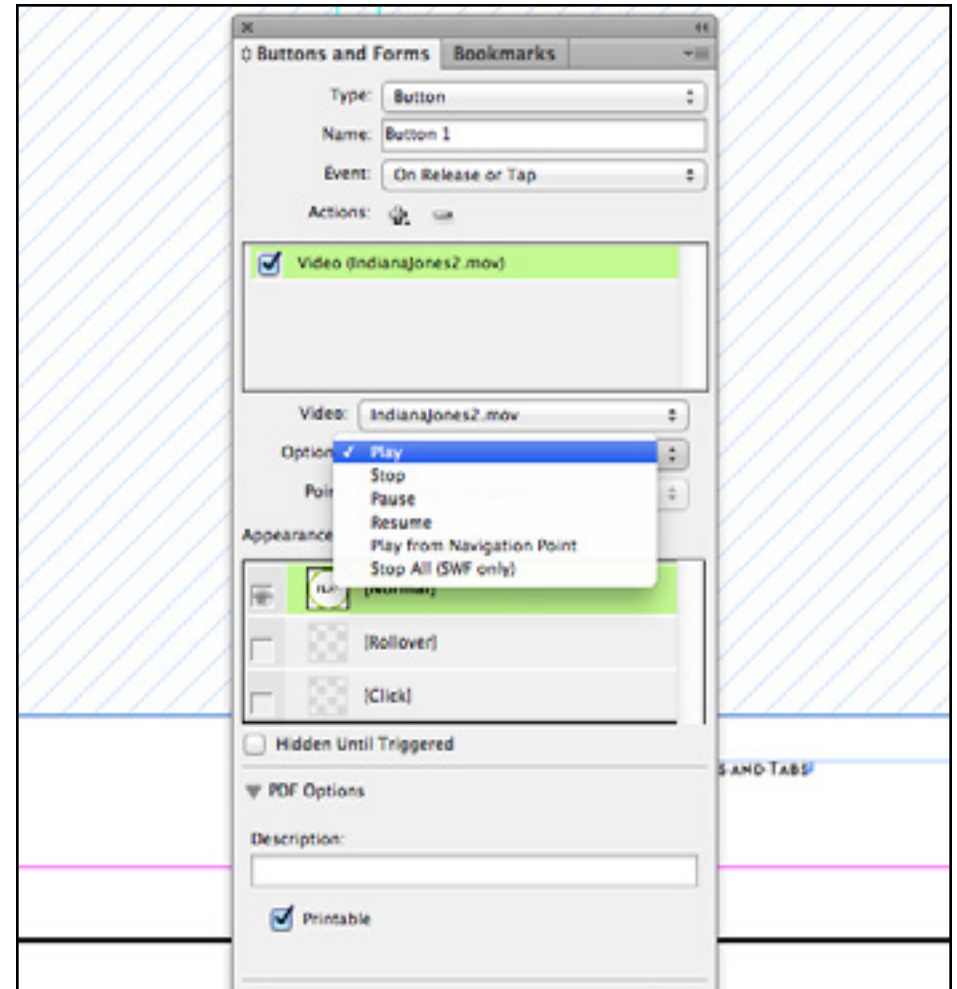 Buttons and Forms Bookmarks
Type: Button
Name: Button 1
Event: On Release or Tap
Actions:
Video (IndianaJones2.mov)
Video: IndianaJones2.mov
Option Play
Stop
Poin
Pause
Resume
Appearance
Play from Navigation Point
Stop All (SWF only)
[Normal]
[Rollover]
[Click]
Hidden Until Triggered
S AND TABS
PDF Options
Description:
Printable